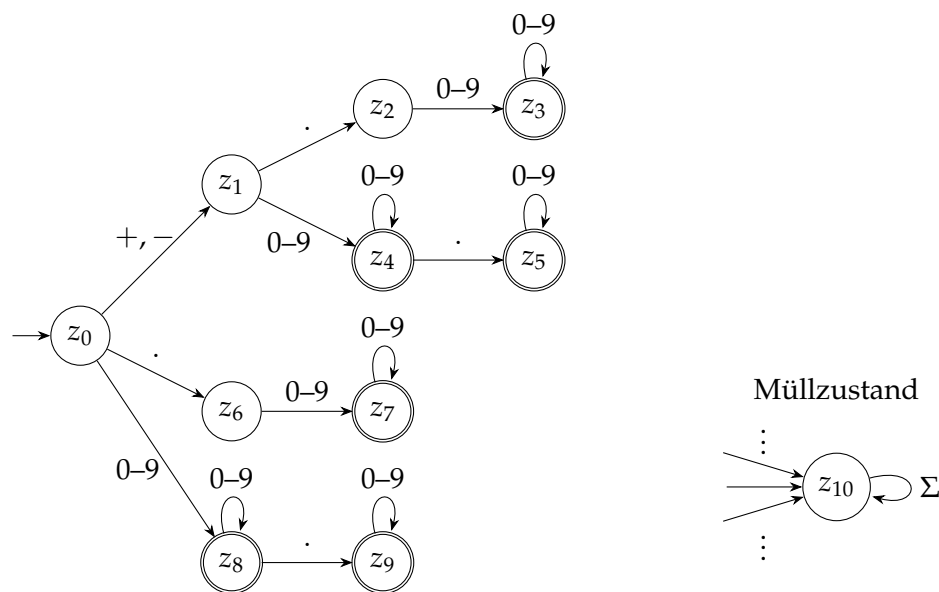 0–9
z2
0–9
z3
.
z1
0–9
0–9
+, −
0–9
z4
.
z5
z0
.
0–9
z6
0–9
z7
Müllzustand
0–9
0–9
0–9
⋮
z10
Σ
⋮
z8
.
z9